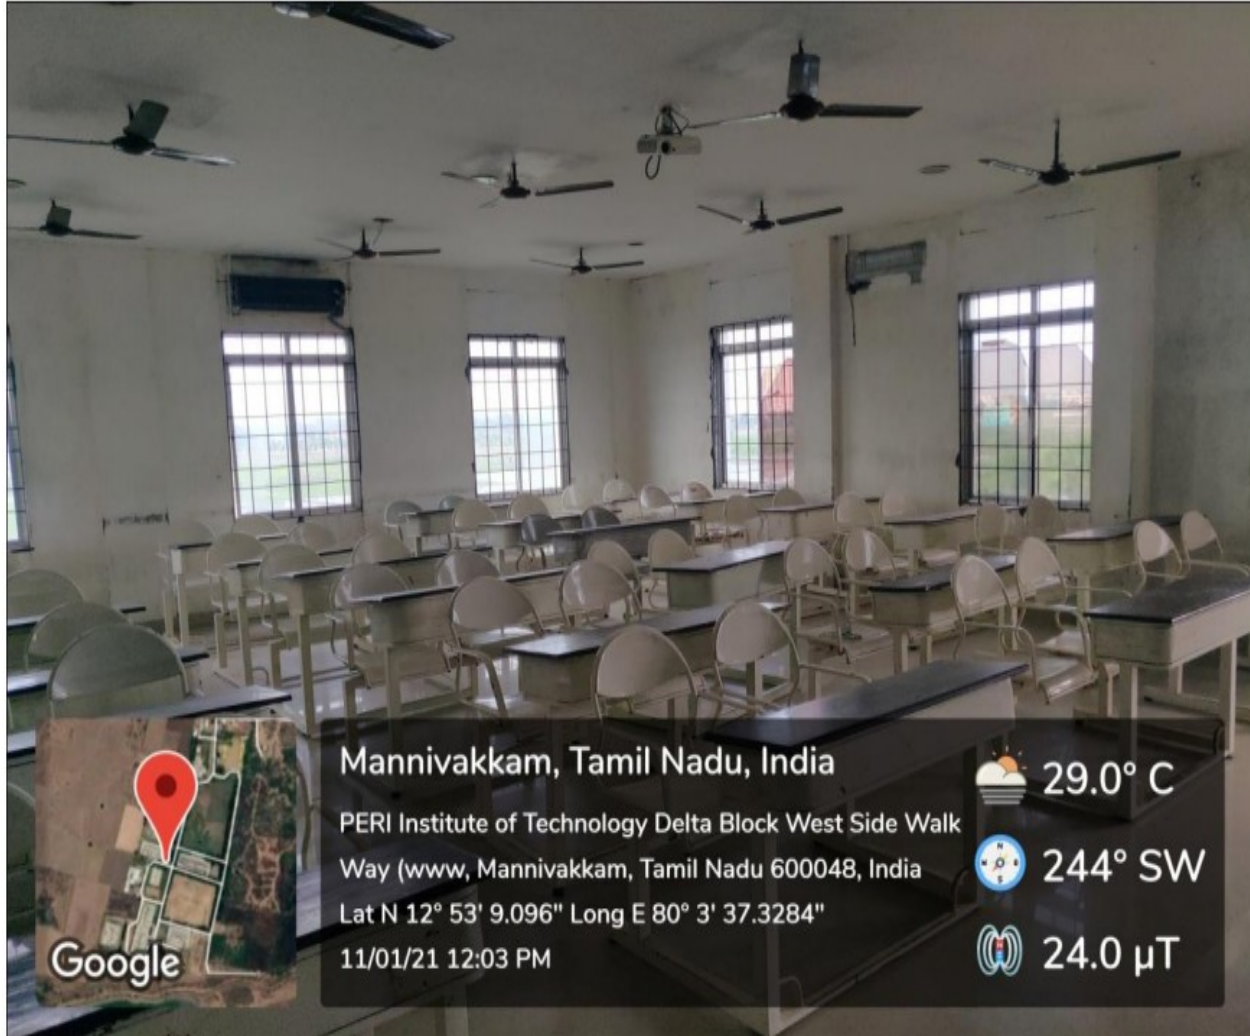 Mannivakkam, Tamil Nadu, India
PERI Institute of Technology Delta Block West Side Walk
Way (www, Mannivakkam, Tamil Nadu 600048, India
Lat N 12° 53' 9.096" Long E 80° 3' 37.3284"
11/01/21 12:03 PM
29.0° C
244° SW
24.0 µT
Google